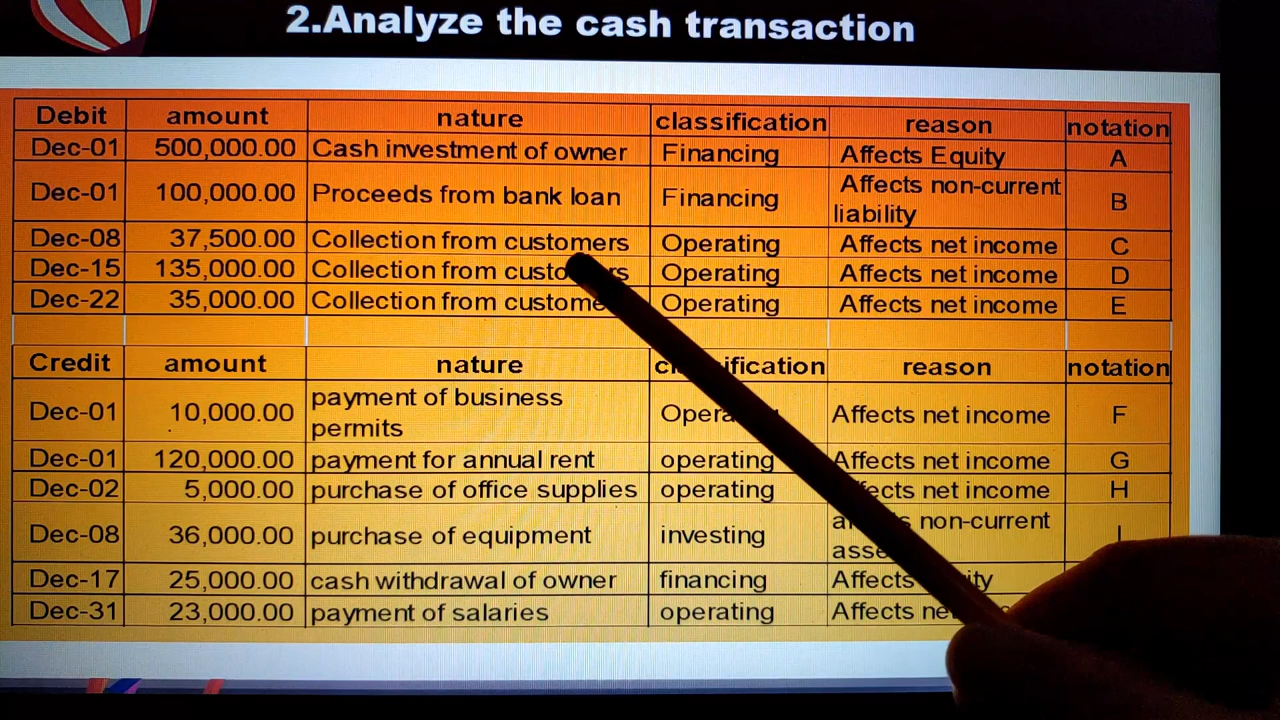 2.Analyze the cash transaction
Debit amount nature classification reason notation
Dec-01 500,000.00 Cash investment of owner Financing Affects Equity A
Dec-01 100,000.00 Proceeds from bank loan Financing Affects non-current
liability B
Dec-08 37,500.00 Collection from customers Operating Affects net income C
Dec-15 135,000.00 Collection from Operating Affects net income D
Dec-22 35,000.00 Collection from Operating Affects net income E
Credit amount nature reason notation
Dec-01 10,000.00 payment of business
permits Affects net income F
Dec-01 120,000.00 payment for annual rent operating Affects net income G
Dec-02 5,000.00 purchase of office supplies operating net income H
Dec-08 36,000.00 purchase of equipment investing non-current
Dec-17 25,000.00 cash withdrawal of owner financing Affects
Dec-31 23,000.00 payment of salaries operating Affects